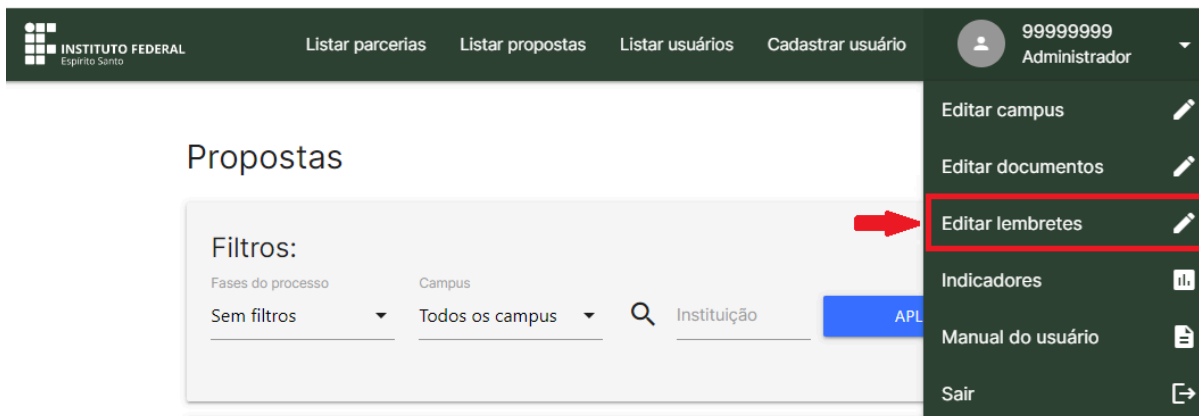 INSTITUTO FEDERAL
Espírito Santo
Listar parcerias Listar propostas Listar usuários Cadastrar usuário
99999999
Administrador
Editar campus
Editar documentos
Editar lembretes
Indicadores
Manual do usuário
Sair
Propostas
Filtros:
Fases do processo Campus
Sem filtros Todos os campus Instituição APL